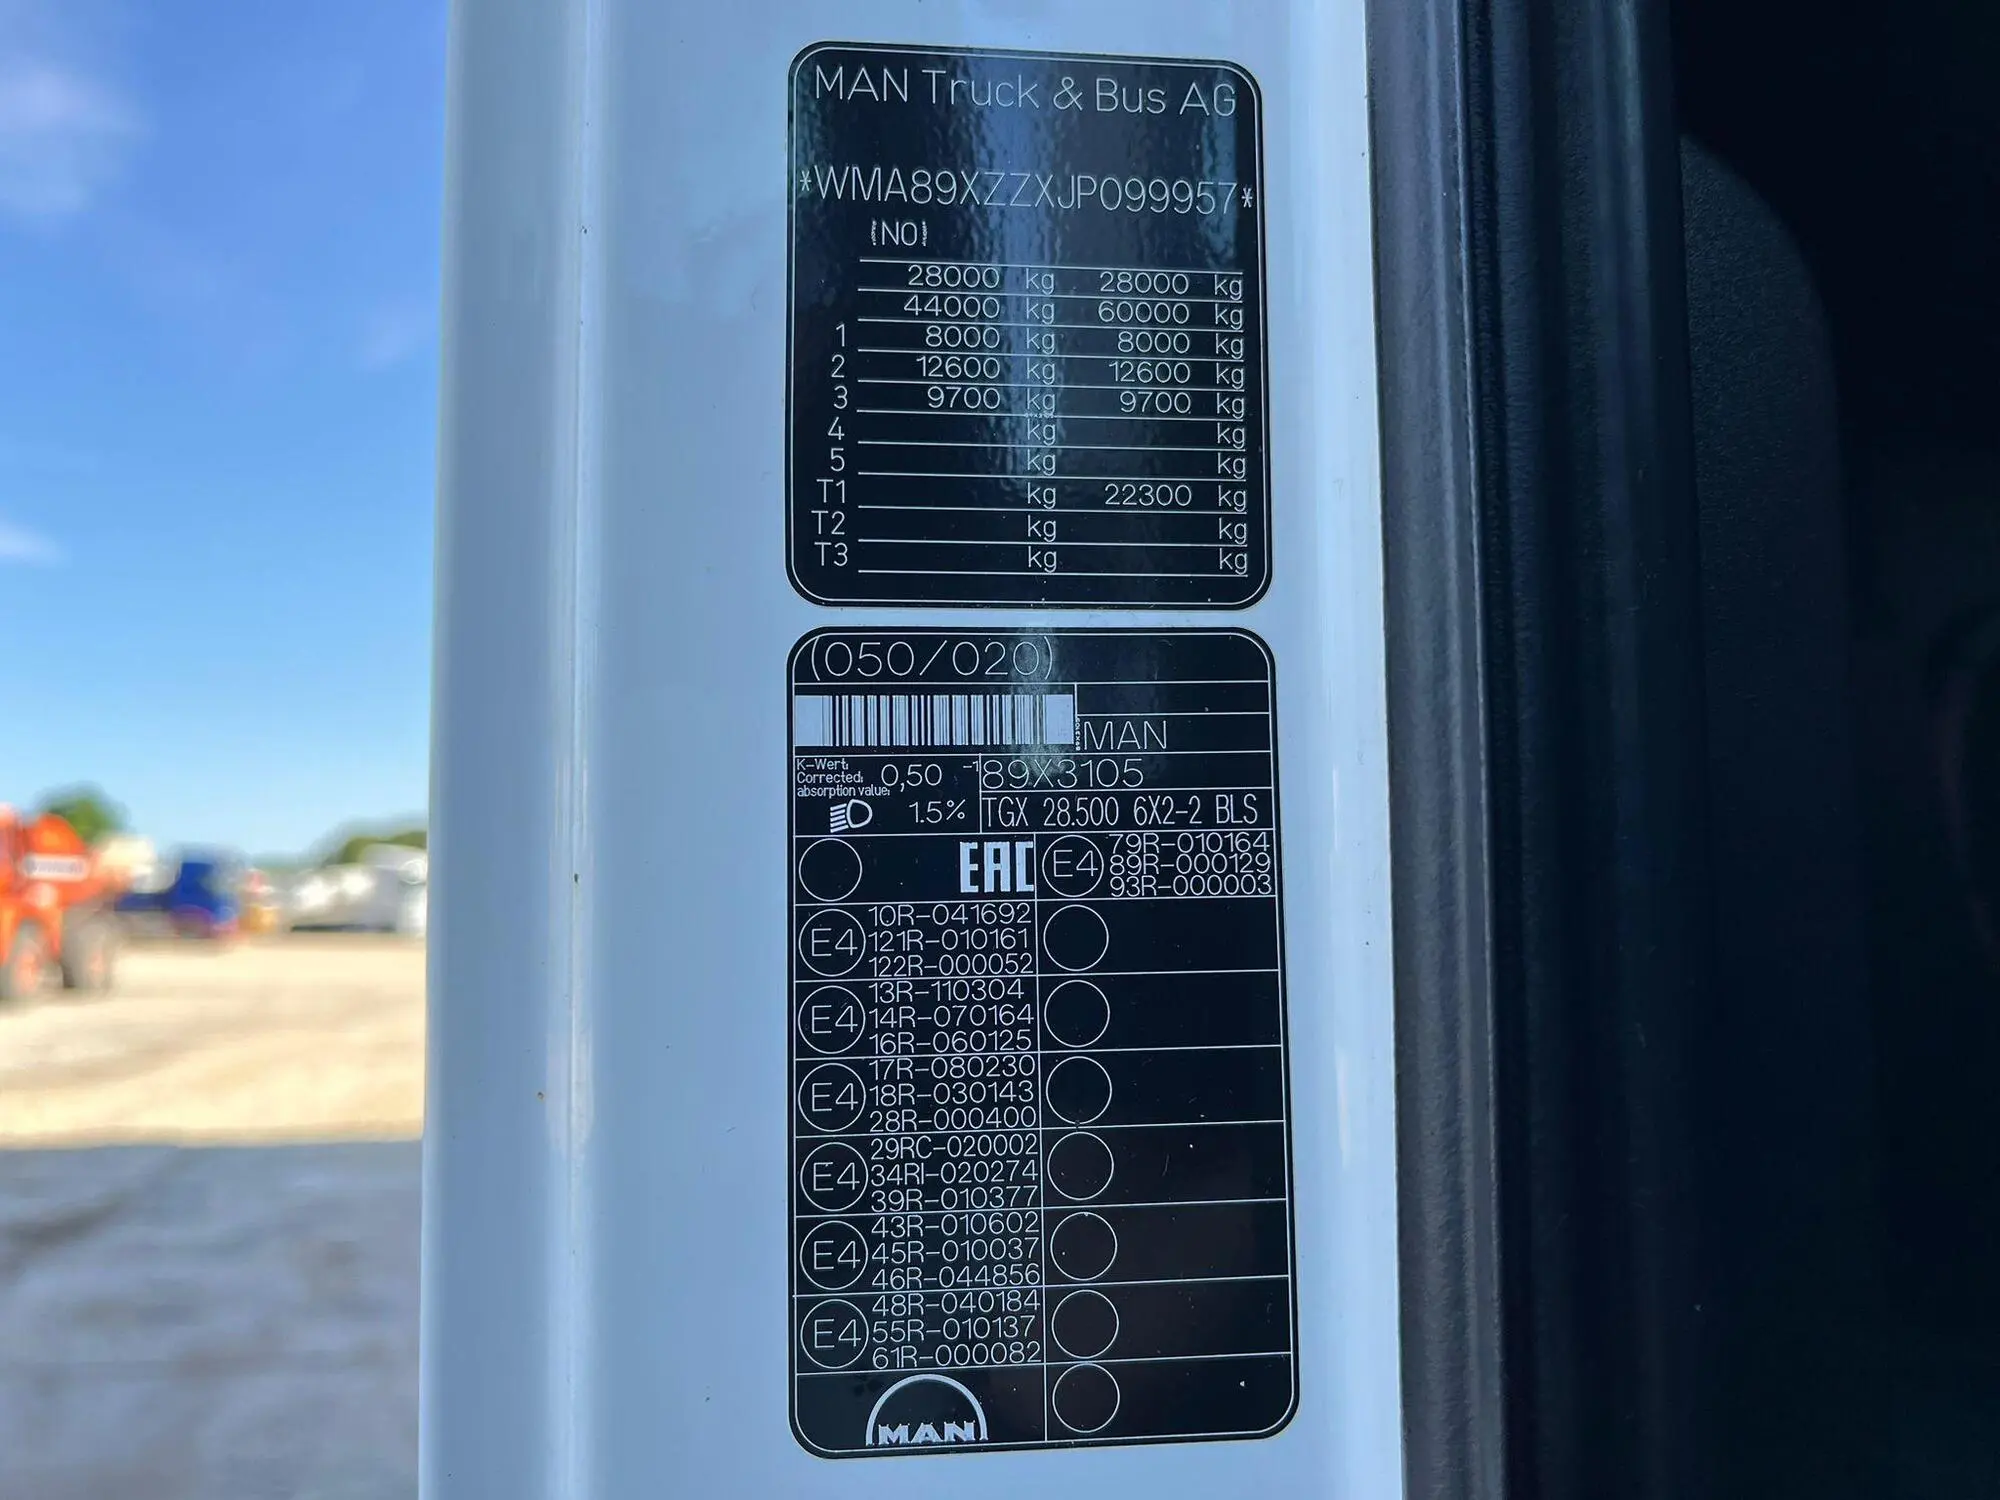 MAN Truck & Bus AG
*WMA89XZZXJP099957*
NO
28000 kg 28000 kg
44000 kg 60000 kg
1 8000 kg 8000 kg
2 12600 kg 12600 kg
3 9700 kg 9700 kg
4 kg kg
5 kg kg
T1 kg 22300 kg
T2 kg kg
T3 kg kg
(050/020)
MAN
K-Wert:
Corrected:
absorption value:
0,50 -1
89X3105
1.5%
TGX 28.500 6X2-2 BLS
EAC
E4
79R-010164
89R-000129
93R-000003
E4
10R-041692
121R-010161
122R-000052
E4
13R-110304
14R-070164
16R-060125
E4
17R-080230
18R-030143
28R-000400
E4
29RC-020002
34RI-020274
39R-010377
E4
43R-010602
45R-010037
46R-044856
E4
48R-040184
55R-010137
61R-000082
MAN